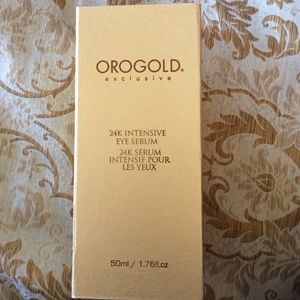 OROGOLD®
exclusive
24K INTENSIVE
EYE SERUM
24K SÉRUM
INTENSIF POUR
LES YEUX
50ml / 1.76fl.oz